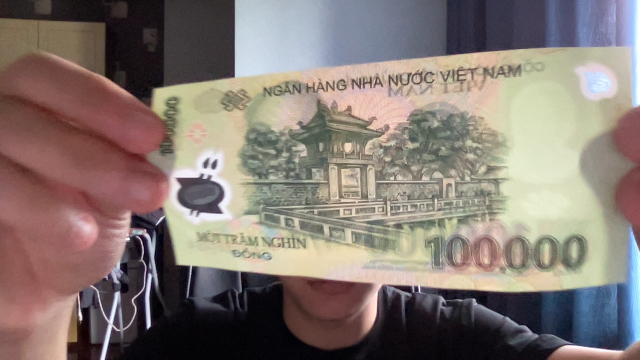 NGÂN HÀNG NHÀ NƯỚC VIỆT NAM
100000
MỘT TRĂM NGHÌN
ĐỒNG
100.000